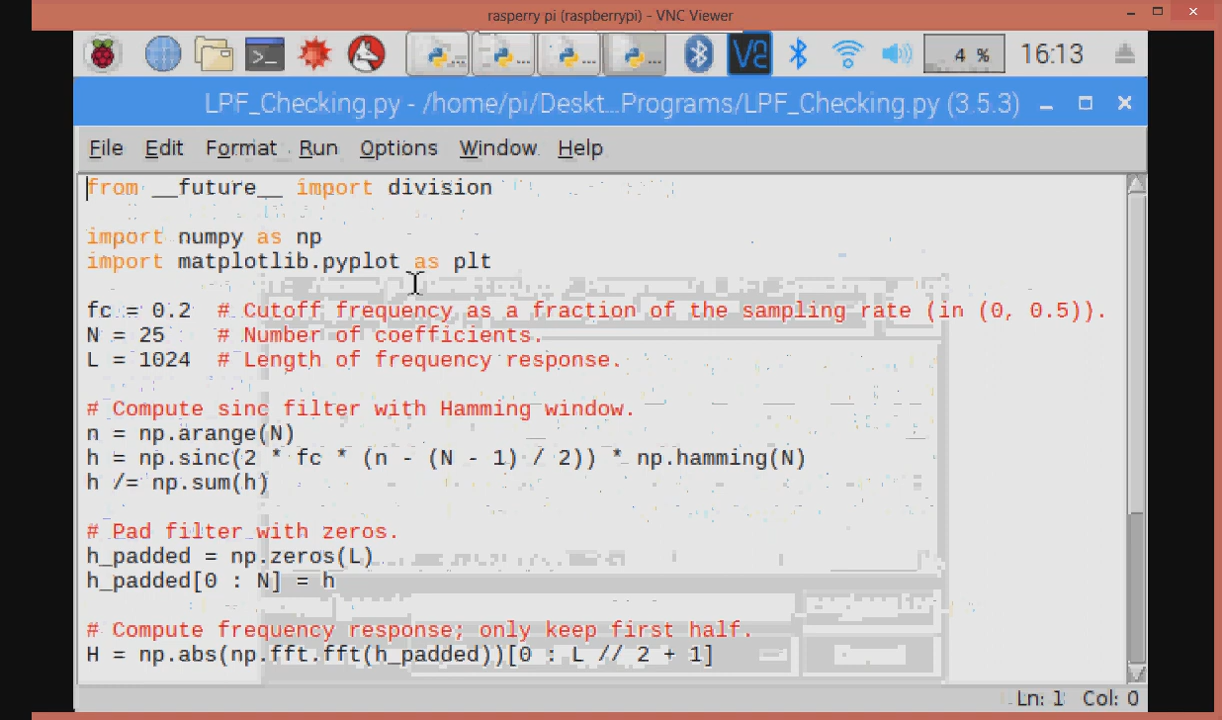 rasperry pi (raspberrypi) - VNC Viewer
4 % 16:13
LPF_Checking.py - /home/pi/Deskt...Programs/LPF_Checking.py (3.5.3)
File Edit Format Run Options Window Help
from __future__ import division
import numpy as np
import matplotlib.pyplot as plt
fc = 0.2  # Cutoff frequency as a fraction of the sampling rate (in (0, 0.5)).
N = 25    # Number of coefficients.
L = 1024  # Length of frequency response.
# Compute sinc filter with Hamming window.
n = np.arange(N)
h = np.sinc(2 * fc * (n - (N - 1) / 2)) * np.hamming(N)
h /= np.sum(h)
# Pad filter with zeros.
h_padded = np.zeros(L)
h_padded[0 : N] = h
# Compute frequency response; only keep first half.
H = np.abs(np.fft.fft(h_padded))[0 : L // 2 + 1]
Ln: 1 Col: 0